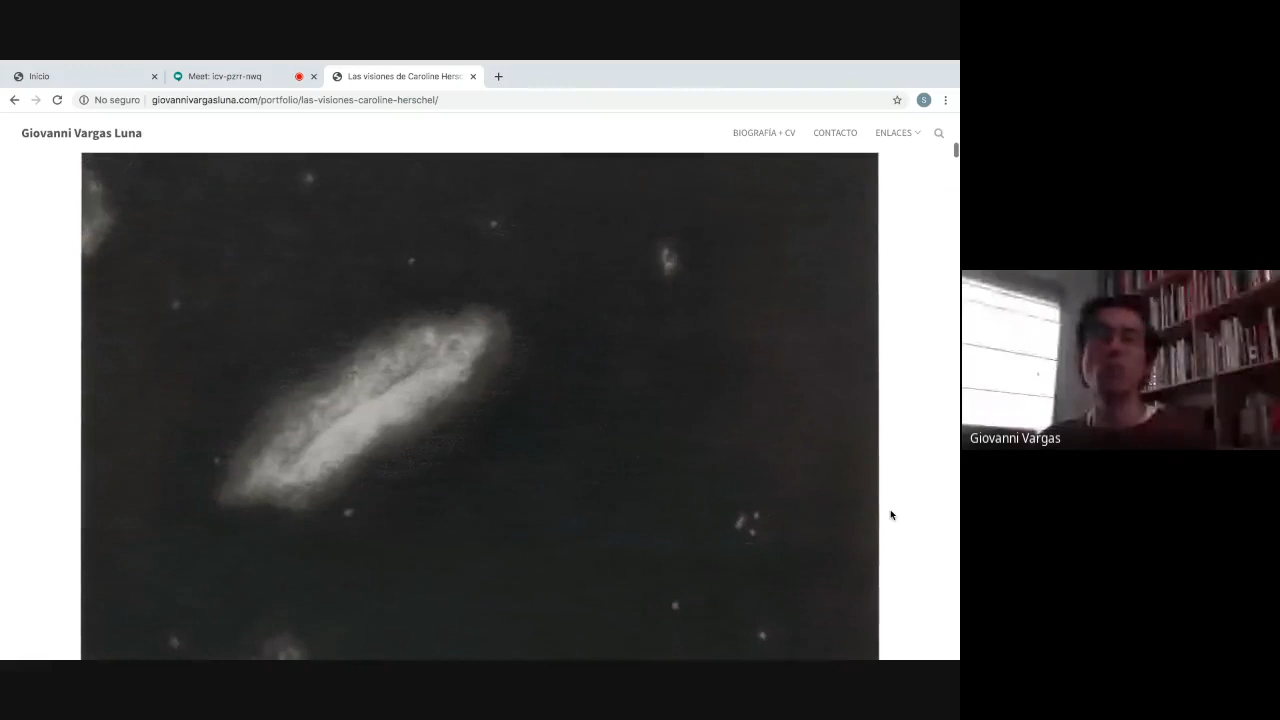 Inicio
Meet: icv-pzrr-nwq
Las visiones de Caroline Hersc
No seguro
giovannivargasluna.com/portfolio/las-visiones-caroline-herschel/
S
Giovanni Vargas Luna
BIOGRAFÍA + CV
CONTACTO
ENLACES
Giovanni Vargas